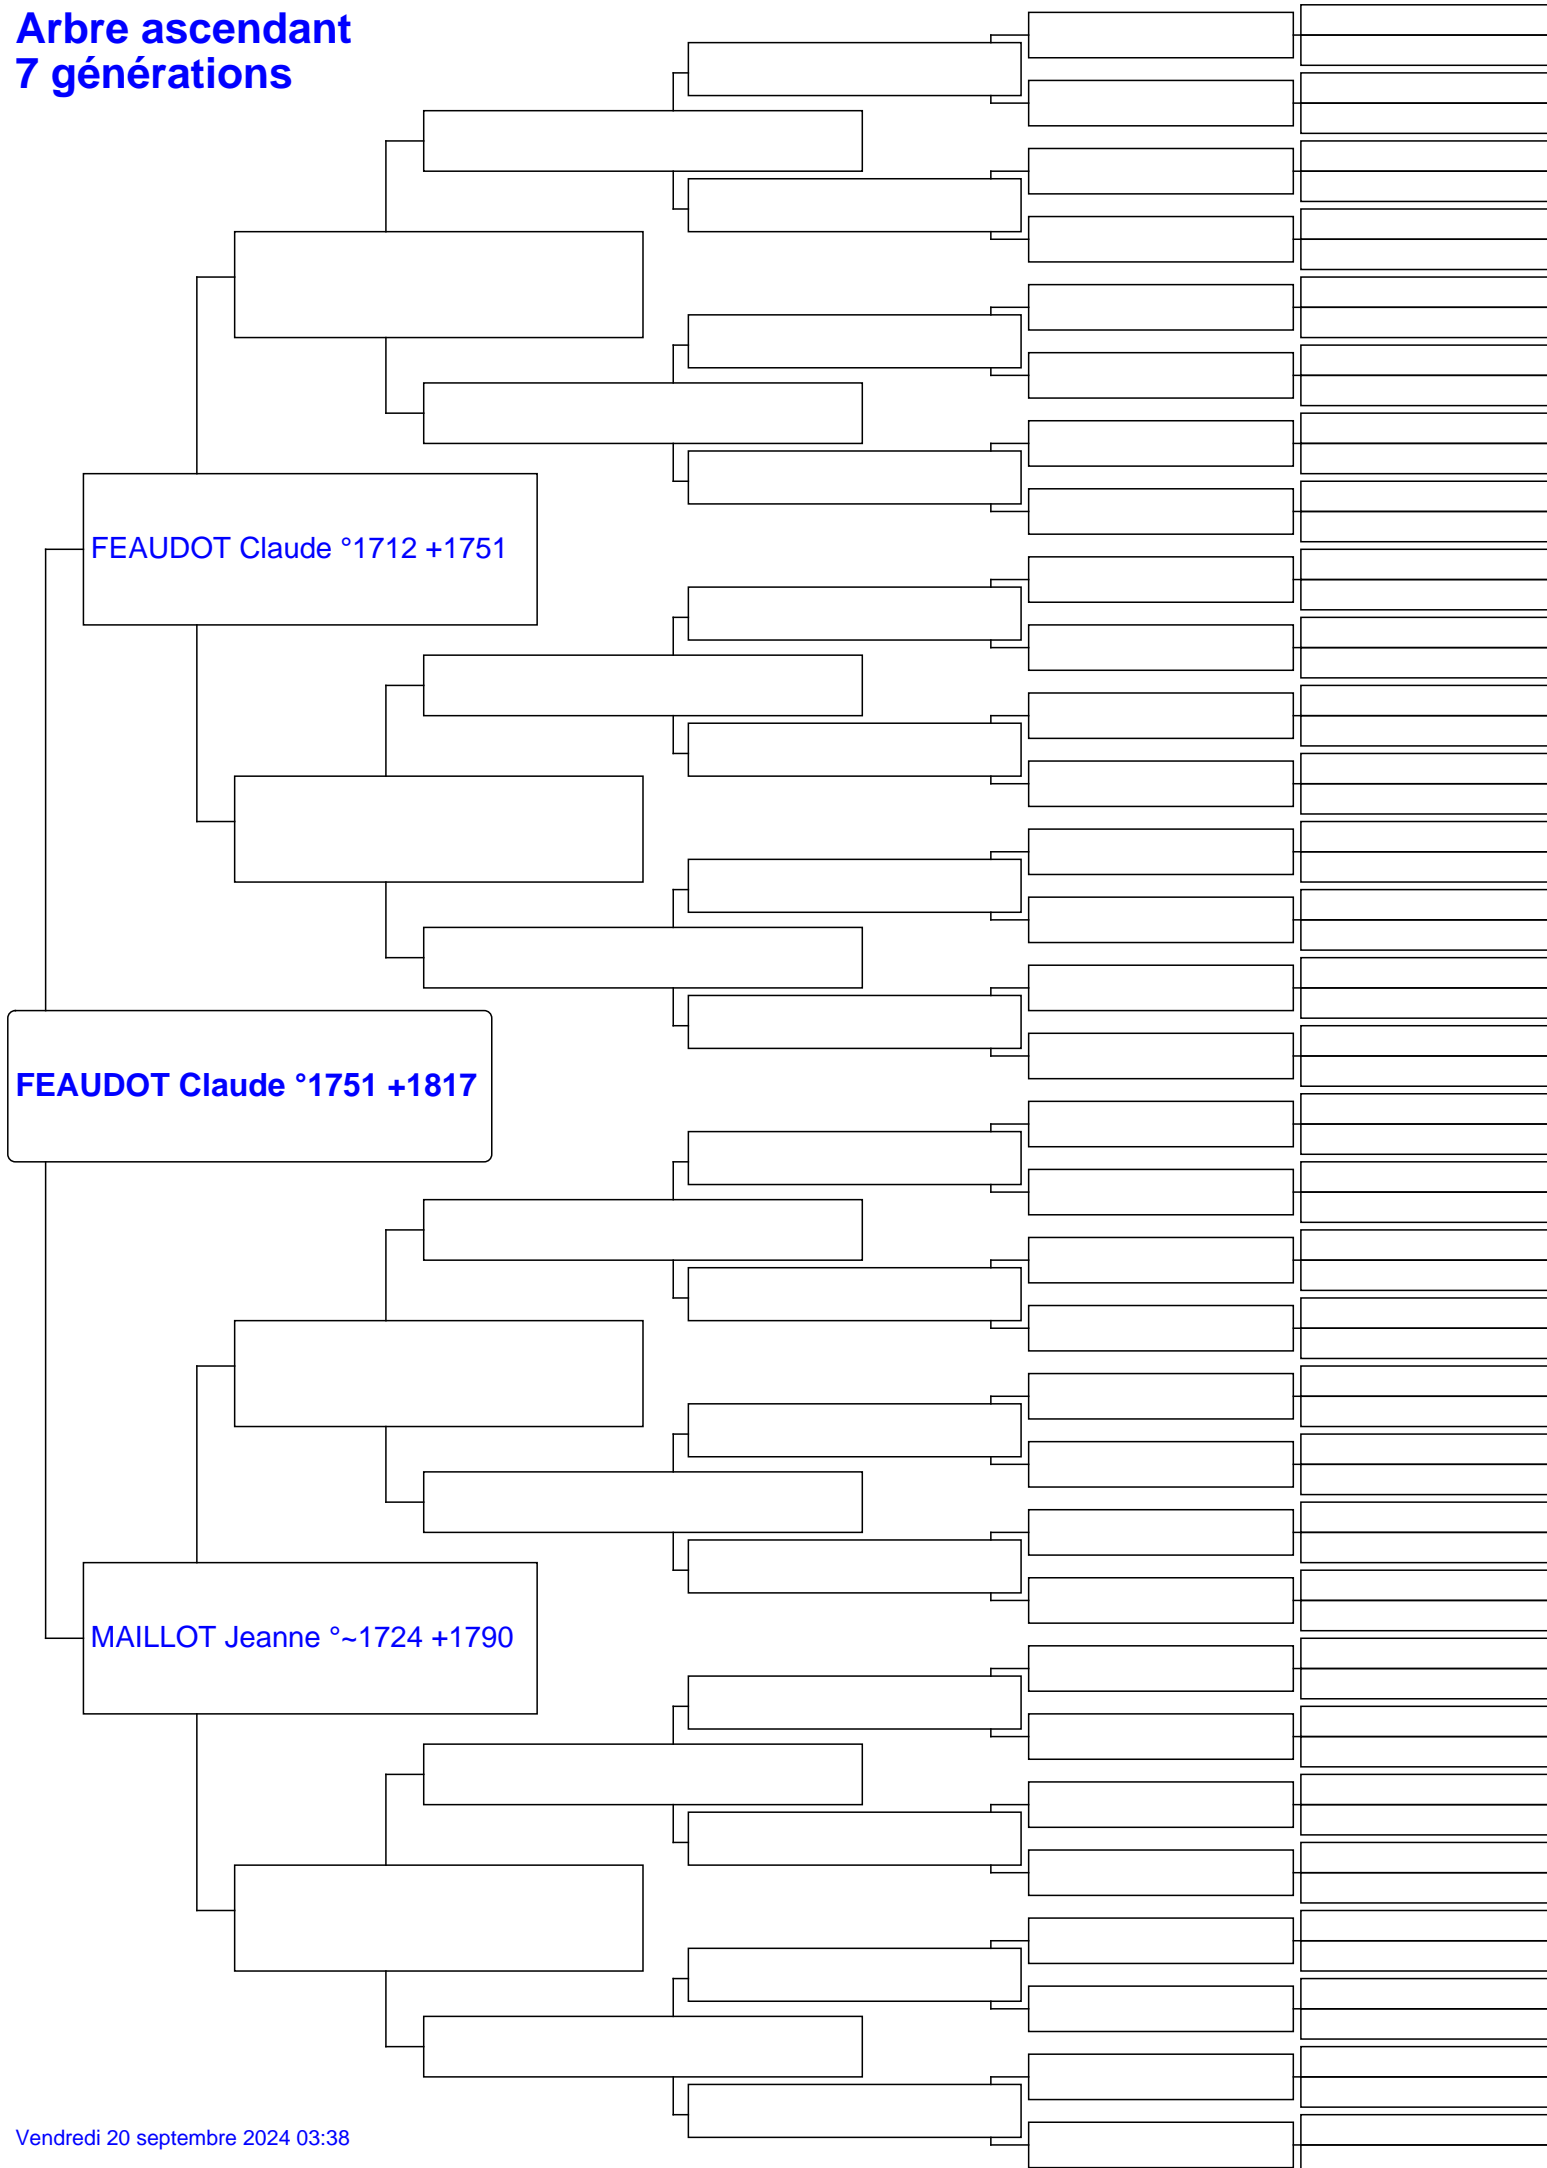 Arbre ascendant
7 générations
FEAUDOT Claude °1712 +1751
FEAUDOT Claude °1751 +1817
MAILLOT Jeanne °~1724 +1790
Vendredi 20 septembre 2024 03:38